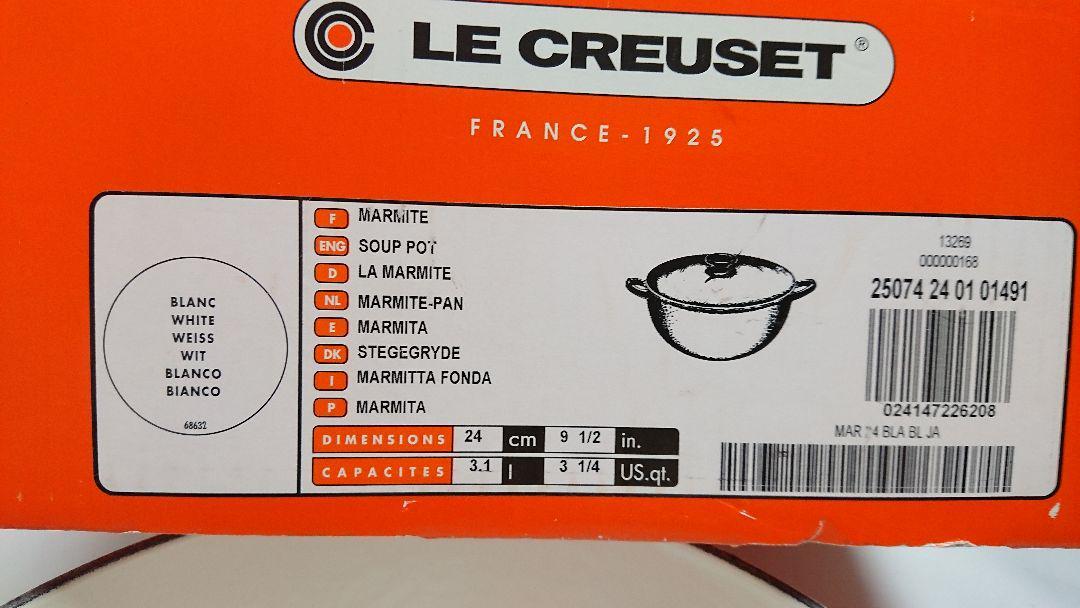 LE CREUSET®
FRANCE-1925
BLANC
WHITE
WEISS
WIT
BLANCO
BIANCO
68632
F MARMITE
ENG SOUP POT
D LA MARMITE
NL MARMITE-PAN
E MARMITA
DK STEGEGRYDE
I MARMITTA FONDA
P MARMITA
DIMENSIONS 24 cm 9 1/2 in.
CAPACITES 3.1 l 3 1/4 US.qt.
13269
000000168
25074 24 01 01491
024147226208
MAR 24 BLA BL JA